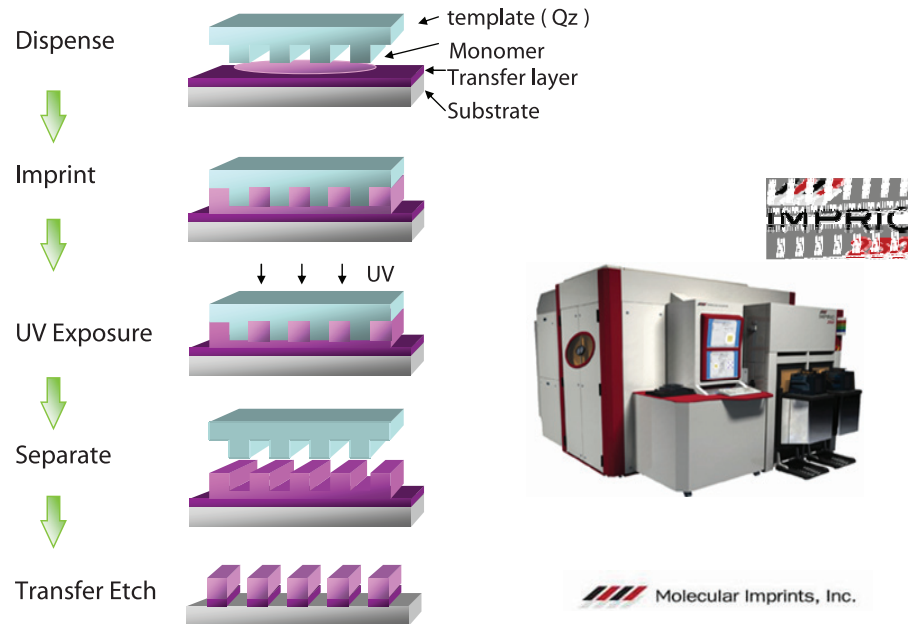 Dispense
template ( Qz )
Monomer
Transfer layer
Substrate
Imprint
UV
UV Exposure
Separate
Transfer Etch
Molecular Imprints, Inc.